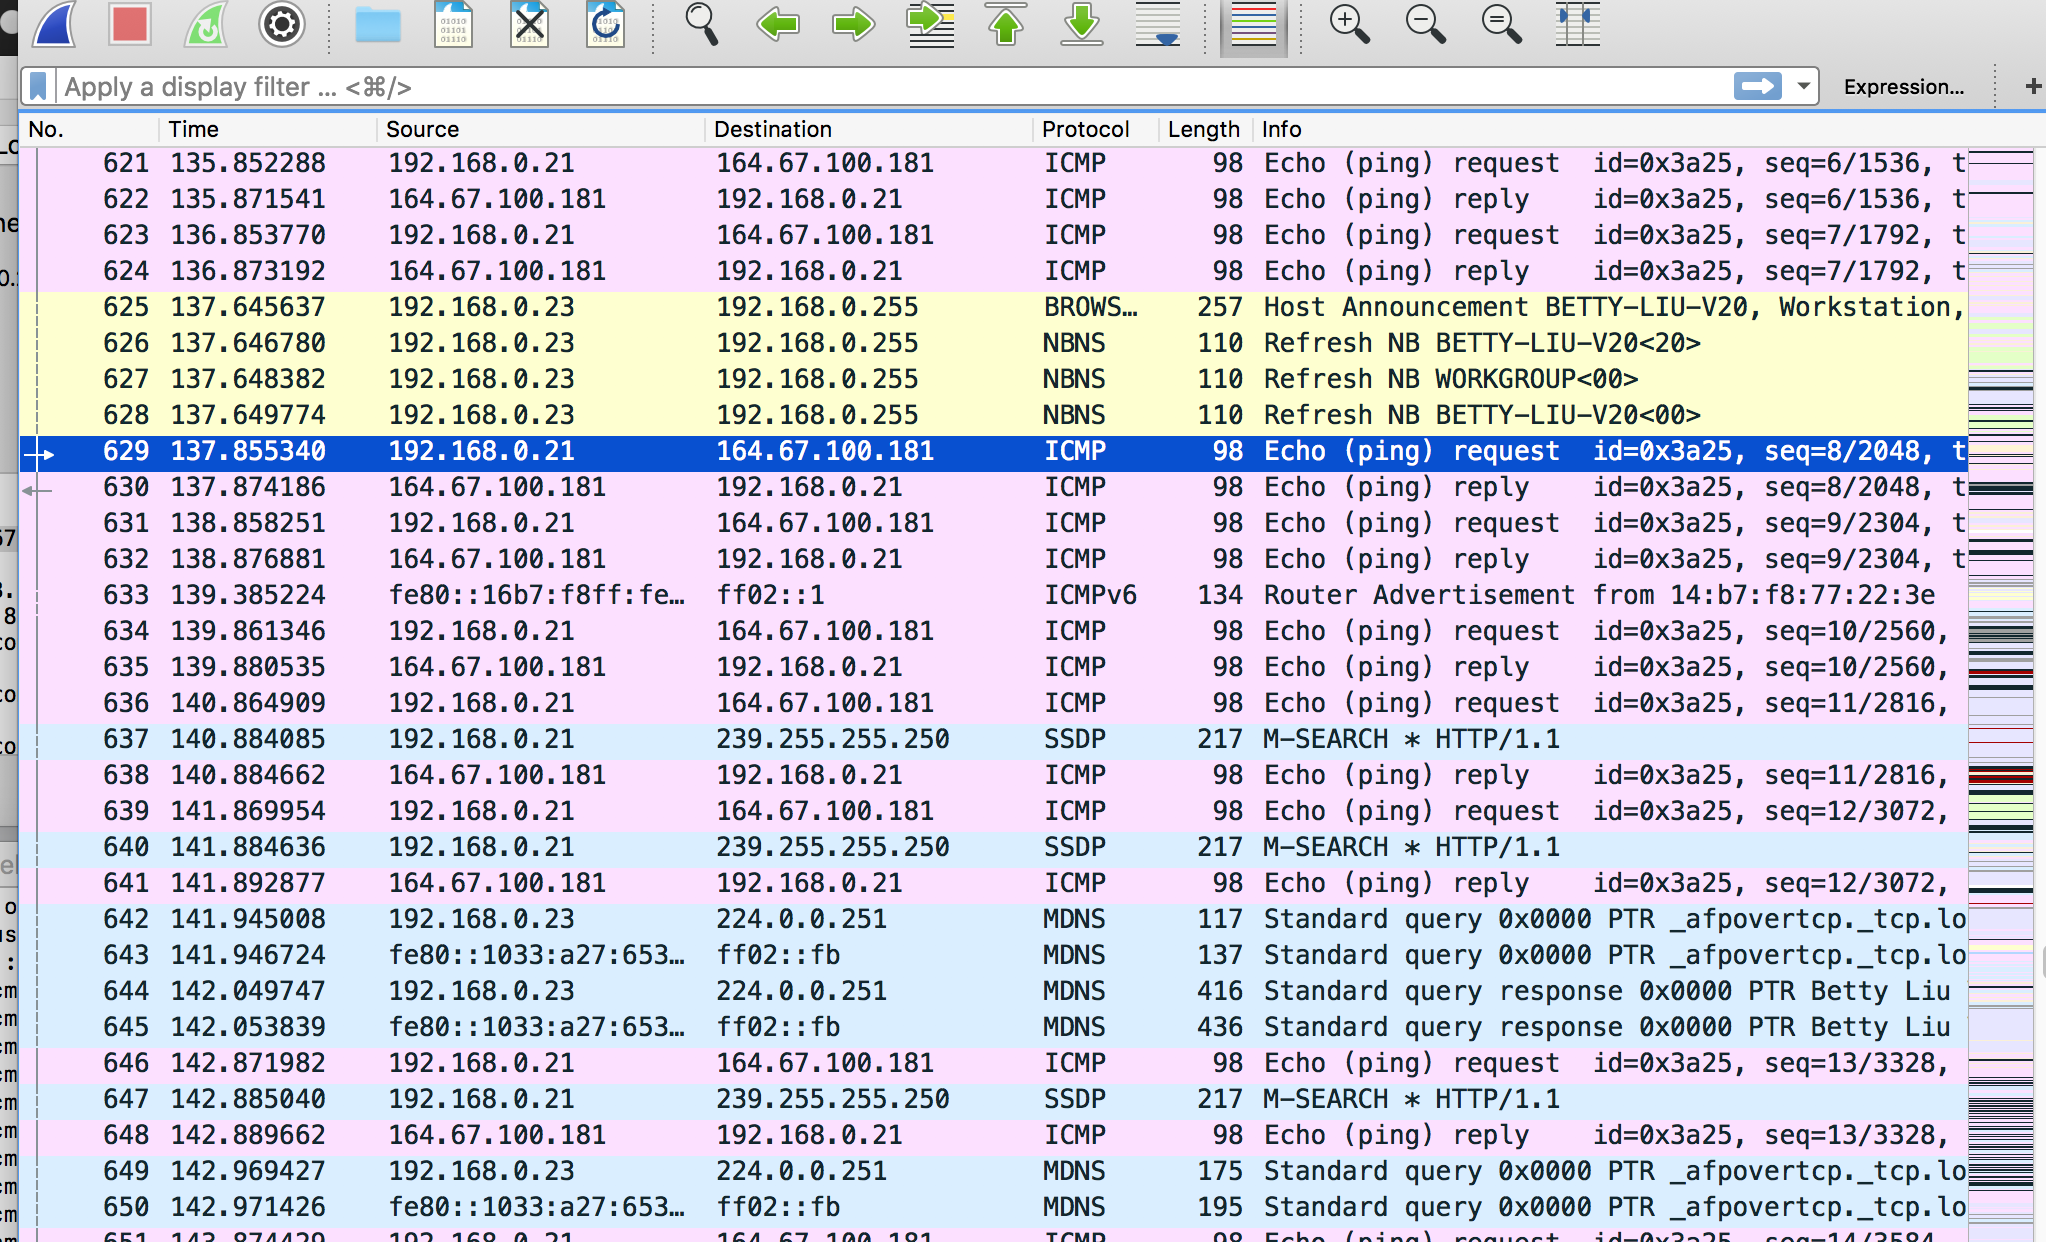 Apply a display filter ... <⌘/>
Expression...
+
No. Time Source Destination Protocol Length Info
621 135.852288 192.168.0.21 164.67.100.181 ICMP 98 Echo (ping) request id=0x3a25, seq=6/1536, t
622 135.871541 164.67.100.181 192.168.0.21 ICMP 98 Echo (ping) reply id=0x3a25, seq=6/1536, t
623 136.853770 192.168.0.21 164.67.100.181 ICMP 98 Echo (ping) request id=0x3a25, seq=7/1792, t
624 136.873192 164.67.100.181 192.168.0.21 ICMP 98 Echo (ping) reply id=0x3a25, seq=7/1792, t
625 137.645637 192.168.0.23 192.168.0.255 BROWS… 257 Host Announcement BETTY-LIU-V20, Workstation,
626 137.646780 192.168.0.23 192.168.0.255 NBNS 110 Refresh NB BETTY-LIU-V20<20>
627 137.648382 192.168.0.23 192.168.0.255 NBNS 110 Refresh NB WORKGROUP<00>
628 137.649774 192.168.0.23 192.168.0.255 NBNS 110 Refresh NB BETTY-LIU-V20<00>
629 137.855340 192.168.0.21 164.67.100.181 ICMP 98 Echo (ping) request id=0x3a25, seq=8/2048, t
630 137.874186 164.67.100.181 192.168.0.21 ICMP 98 Echo (ping) reply id=0x3a25, seq=8/2048, t
631 138.858251 192.168.0.21 164.67.100.181 ICMP 98 Echo (ping) request id=0x3a25, seq=9/2304, t
632 138.876881 164.67.100.181 192.168.0.21 ICMP 98 Echo (ping) reply id=0x3a25, seq=9/2304, t
633 139.385224 fe80::16b7:f8ff:fe… ff02::1 ICMPv6 134 Router Advertisement from 14:b7:f8:77:22:3e
634 139.861346 192.168.0.21 164.67.100.181 ICMP 98 Echo (ping) request id=0x3a25, seq=10/2560,
635 139.880535 164.67.100.181 192.168.0.21 ICMP 98 Echo (ping) reply id=0x3a25, seq=10/2560,
636 140.864909 192.168.0.21 164.67.100.181 ICMP 98 Echo (ping) request id=0x3a25, seq=11/2816,
637 140.884085 192.168.0.21 239.255.255.250 SSDP 217 M-SEARCH * HTTP/1.1
638 140.884662 164.67.100.181 192.168.0.21 ICMP 98 Echo (ping) reply id=0x3a25, seq=11/2816,
639 141.869954 192.168.0.21 164.67.100.181 ICMP 98 Echo (ping) request id=0x3a25, seq=12/3072,
640 141.884636 192.168.0.21 239.255.255.250 SSDP 217 M-SEARCH * HTTP/1.1
641 141.892877 164.67.100.181 192.168.0.21 ICMP 98 Echo (ping) reply id=0x3a25, seq=12/3072,
642 141.945008 192.168.0.23 224.0.0.251 MDNS 117 Standard query 0x0000 PTR _afpovertcp._tcp.lo
643 141.946724 fe80::1033:a27:653… ff02::fb MDNS 137 Standard query 0x0000 PTR _afpovertcp._tcp.lo
644 142.049747 192.168.0.23 224.0.0.251 MDNS 416 Standard query response 0x0000 PTR Betty Liu
645 142.053839 fe80::1033:a27:653… ff02::fb MDNS 436 Standard query response 0x0000 PTR Betty Liu
646 142.871982 192.168.0.21 164.67.100.181 ICMP 98 Echo (ping) request id=0x3a25, seq=13/3328,
647 142.885040 192.168.0.21 239.255.255.250 SSDP 217 M-SEARCH * HTTP/1.1
648 142.889662 164.67.100.181 192.168.0.21 ICMP 98 Echo (ping) reply id=0x3a25, seq=13/3328,
649 142.969427 192.168.0.23 224.0.0.251 MDNS 175 Standard query 0x0000 PTR _afpovertcp._tcp.lo
650 142.971426 fe80::1033:a27:653… ff02::fb MDNS 195 Standard query 0x0000 PTR _afpovertcp._tcp.lo
651 143.874429 192.168.0.21 164.67.100.181 ICMP 98 Echo (ping) request id=0x3a25, seq=14/3584